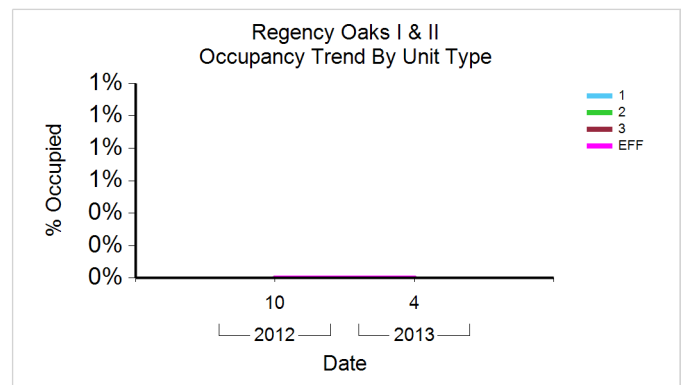 Regency Oaks I & II
Occupancy Trend By Unit Type
1%
1%
1%
1%
0%
0%
0%
% Occupied
1
2
3
EFF
10 4
2012 2013
Date